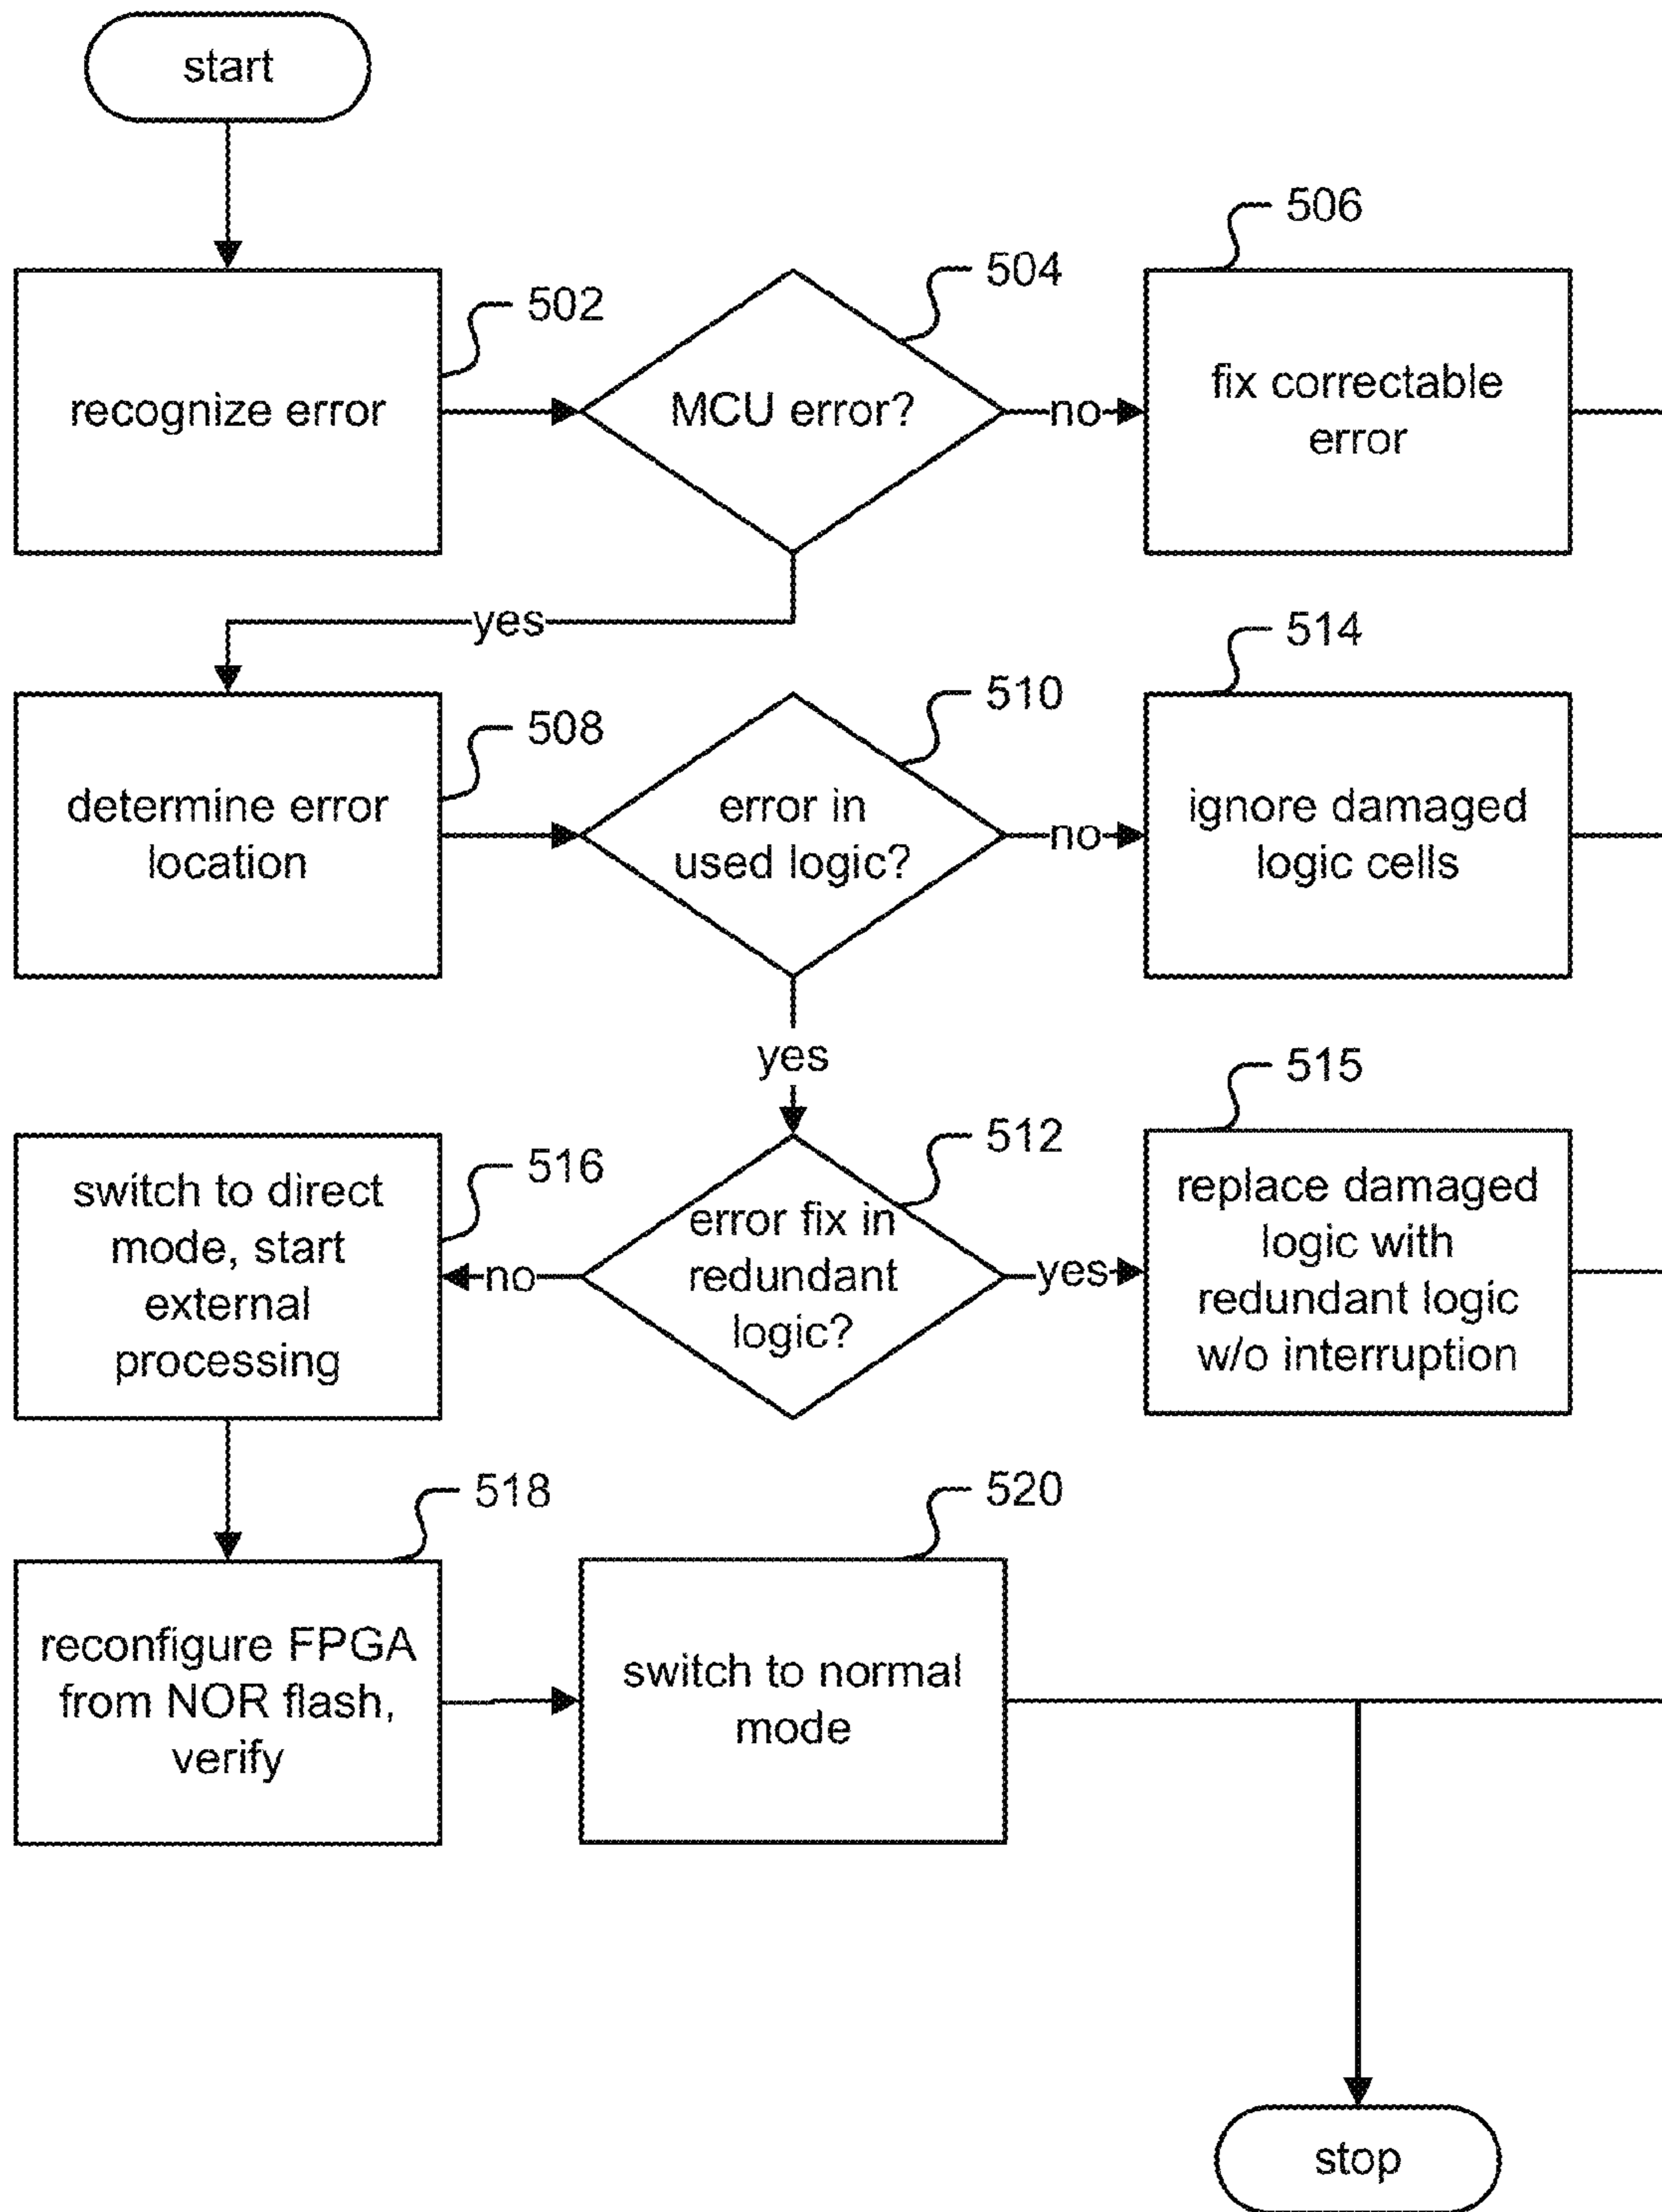 start
506
504
502
recognize error
MCU error?
no
fix correctable
error
yes
514
510
508
determine error
location
error in
used logic?
no
ignore damaged
logic cells
yes
515
512
516
switch to direct
mode, start
external
processing
no
error fix in
redundant
logic?
yes
replace damaged
logic with
redundant logic
w/o interruption
518
520
reconfigure FPGA
from NOR flash,
verify
switch to normal
mode
stop